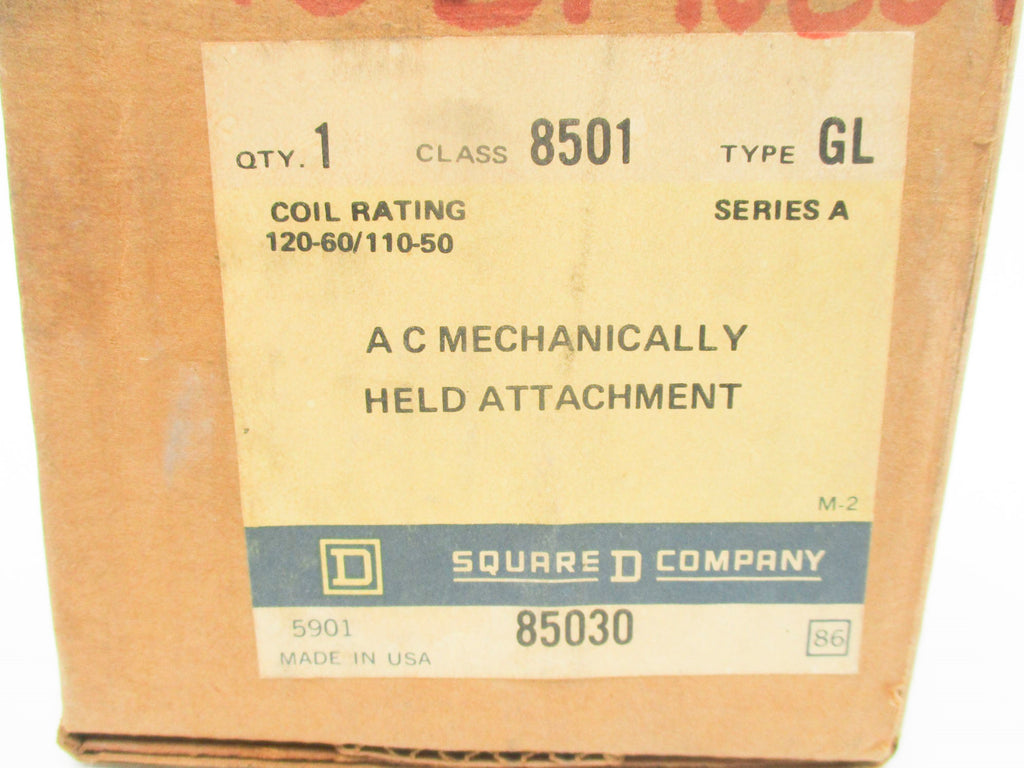 QTY. 1 CLASS 8501 TYPE GL
COIL RATING SERIES A
120-60/110-50
A C MECHANICALLY
HELD ATTACHMENT
M-2
D SQUARE D COMPANY
5901 85030 86
MADE IN USA